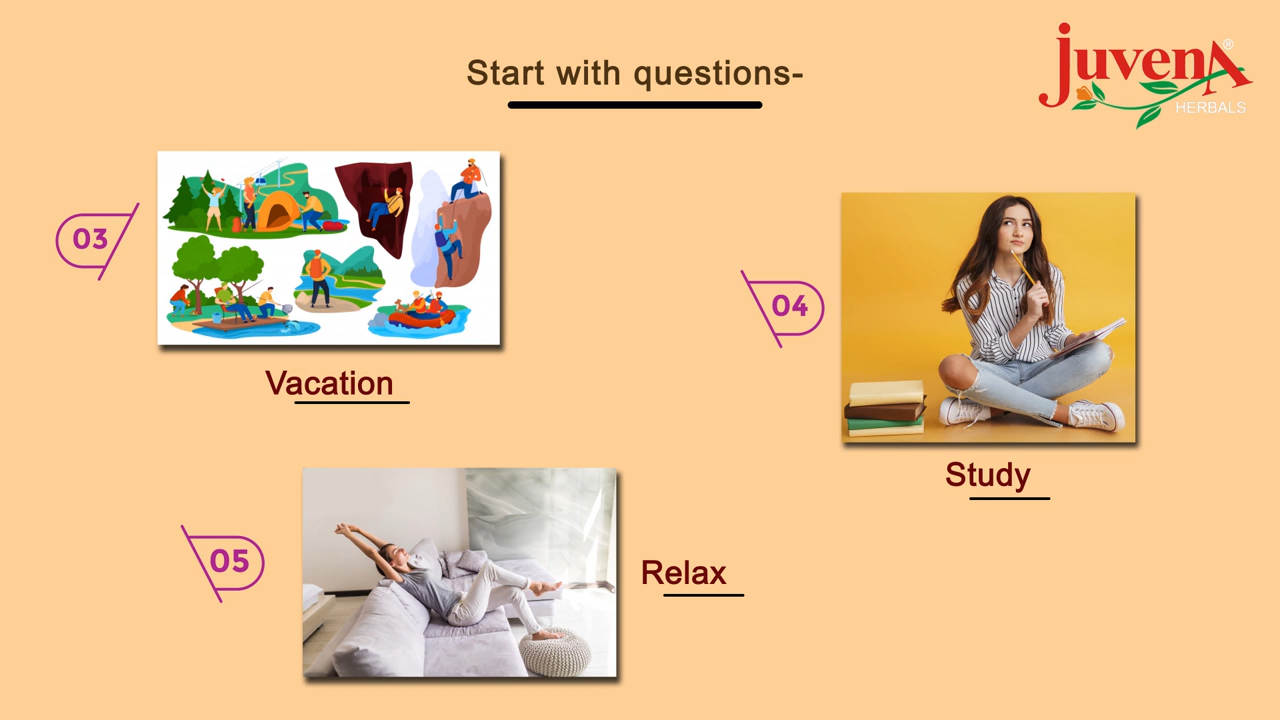 Start with questions-
juvenA®
HERBALS
03
Vacation
04
Study
05
Relax